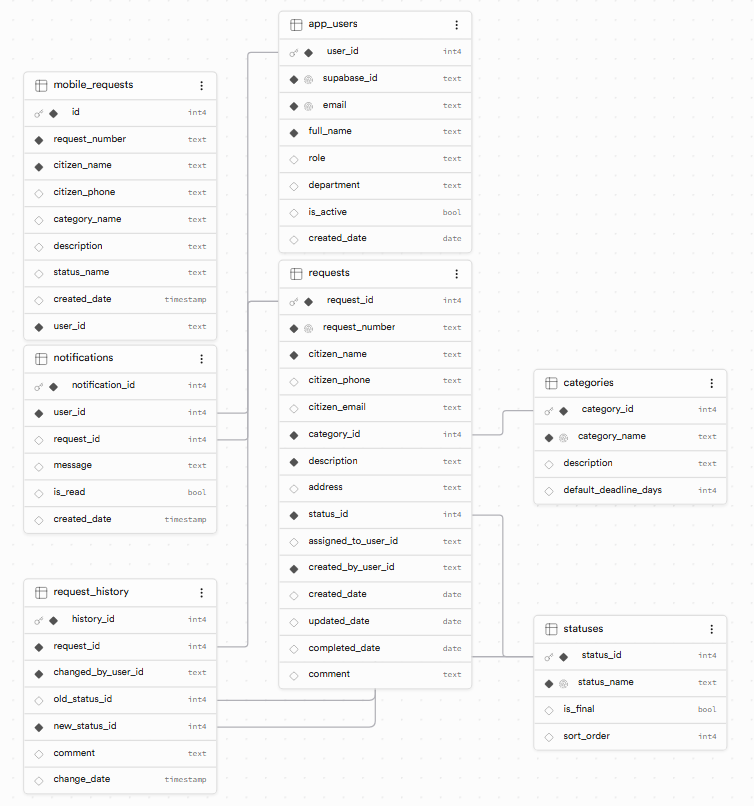 app_users
user_id int4
supabase_id text
email text
full_name text
role text
department text
is_active bool
created_date date
mobile_requests
id int4
request_number text
citizen_name text
citizen_phone text
category_name text
description text
status_name text
created_date timestamp
user_id text
requests
request_id int4
request_number text
citizen_name text
citizen_phone text
citizen_email text
category_id int4
description text
address text
status_id int4
assigned_to_user_id text
created_by_user_id text
created_date date
updated_date date
completed_date date
comment text
notifications
notification_id int4
user_id int4
request_id int4
message text
is_read bool
created_date timestamp
categories
category_id int4
category_name text
description text
default_deadline_days int4
request_history
history_id int4
request_id int4
changed_by_user_id text
old_status_id int4
new_status_id int4
comment text
change_date timestamp
statuses
status_id int4
status_name text
is_final bool
sort_order int4